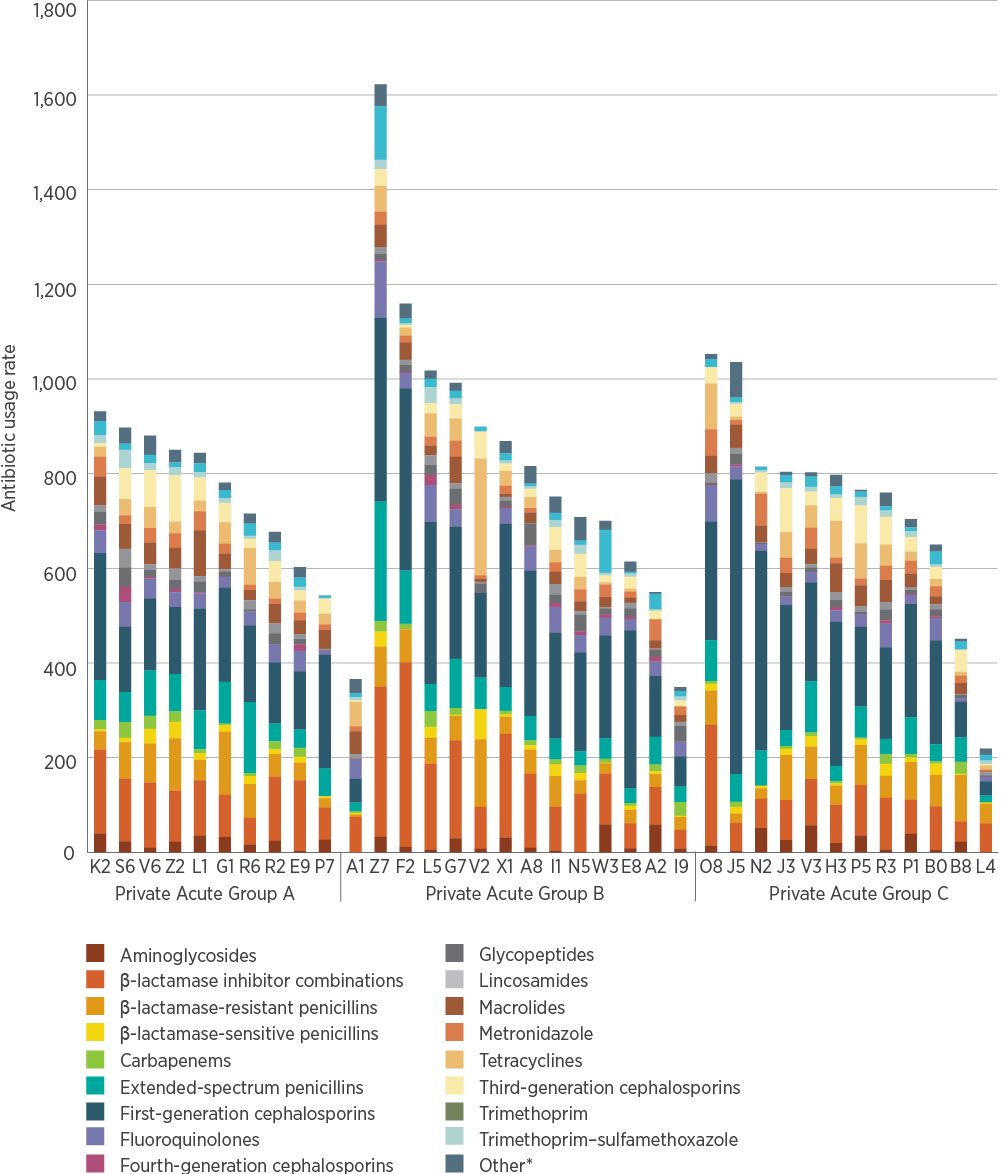 Antibiotic usage rate
1,800
1,600
1,400
1,200
1,000
800
600
400
200
0
K2 S6 V6 Z2 L1 G1 R6 R2 E9 P7 A1 Z7 F2 L5 G7 V2 X1 A8 I1 N5 W3 E8 A2 I9 O8 J5 N2 J3 V3 H3 P5 R3 P1 B0 B8 L4
Private Acute Group A Private Acute Group B Private Acute Group C
Aminoglycosides
β-lactamase inhibitor combinations
β-lactamase-resistant penicillins
β-lactamase-sensitive penicillins
Carbapenems
Extended-spectrum penicillins
First-generation cephalosporins
Fluoroquinolones
Fourth-generation cephalosporins
Glycopeptides
Lincosamides
Macrolides
Metronidazole
Tetracyclines
Third-generation cephalosporins
Trimethoprim
Trimethoprim–sulfamethoxazole
Other*